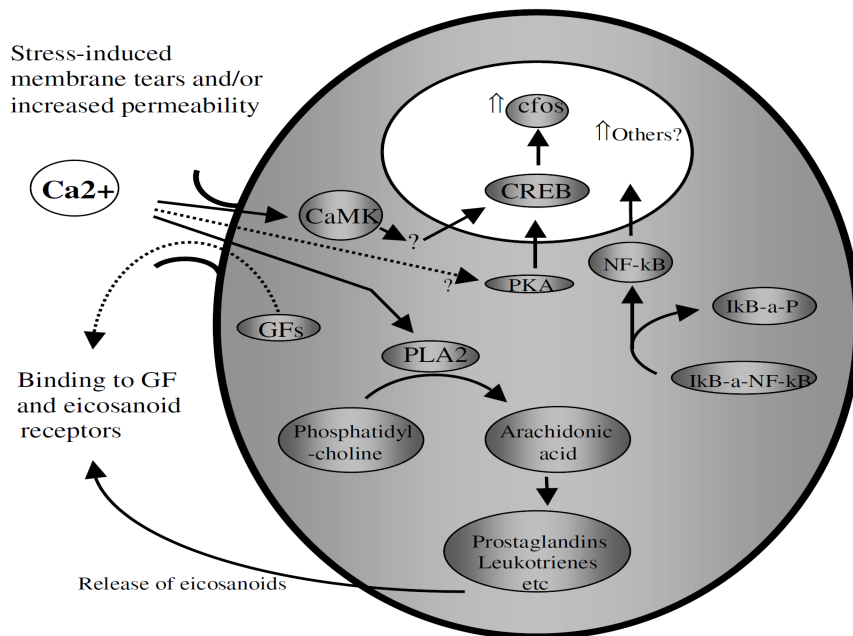 Stress-induced
membrane tears and/or
increased permeability
Ca2+
⇑ cfos
⇑Others?
CREB
CaMK
?
?
PKA
NF-kB
GFs
IkB-a-P
PLA2
IkB-a-NF-kB
Binding to GF
and eicosanoid
receptors
Phosphatidyl
-choline
Arachidonic
acid
Prostaglandins
Leukotrienes
etc
Release of eicosanoids